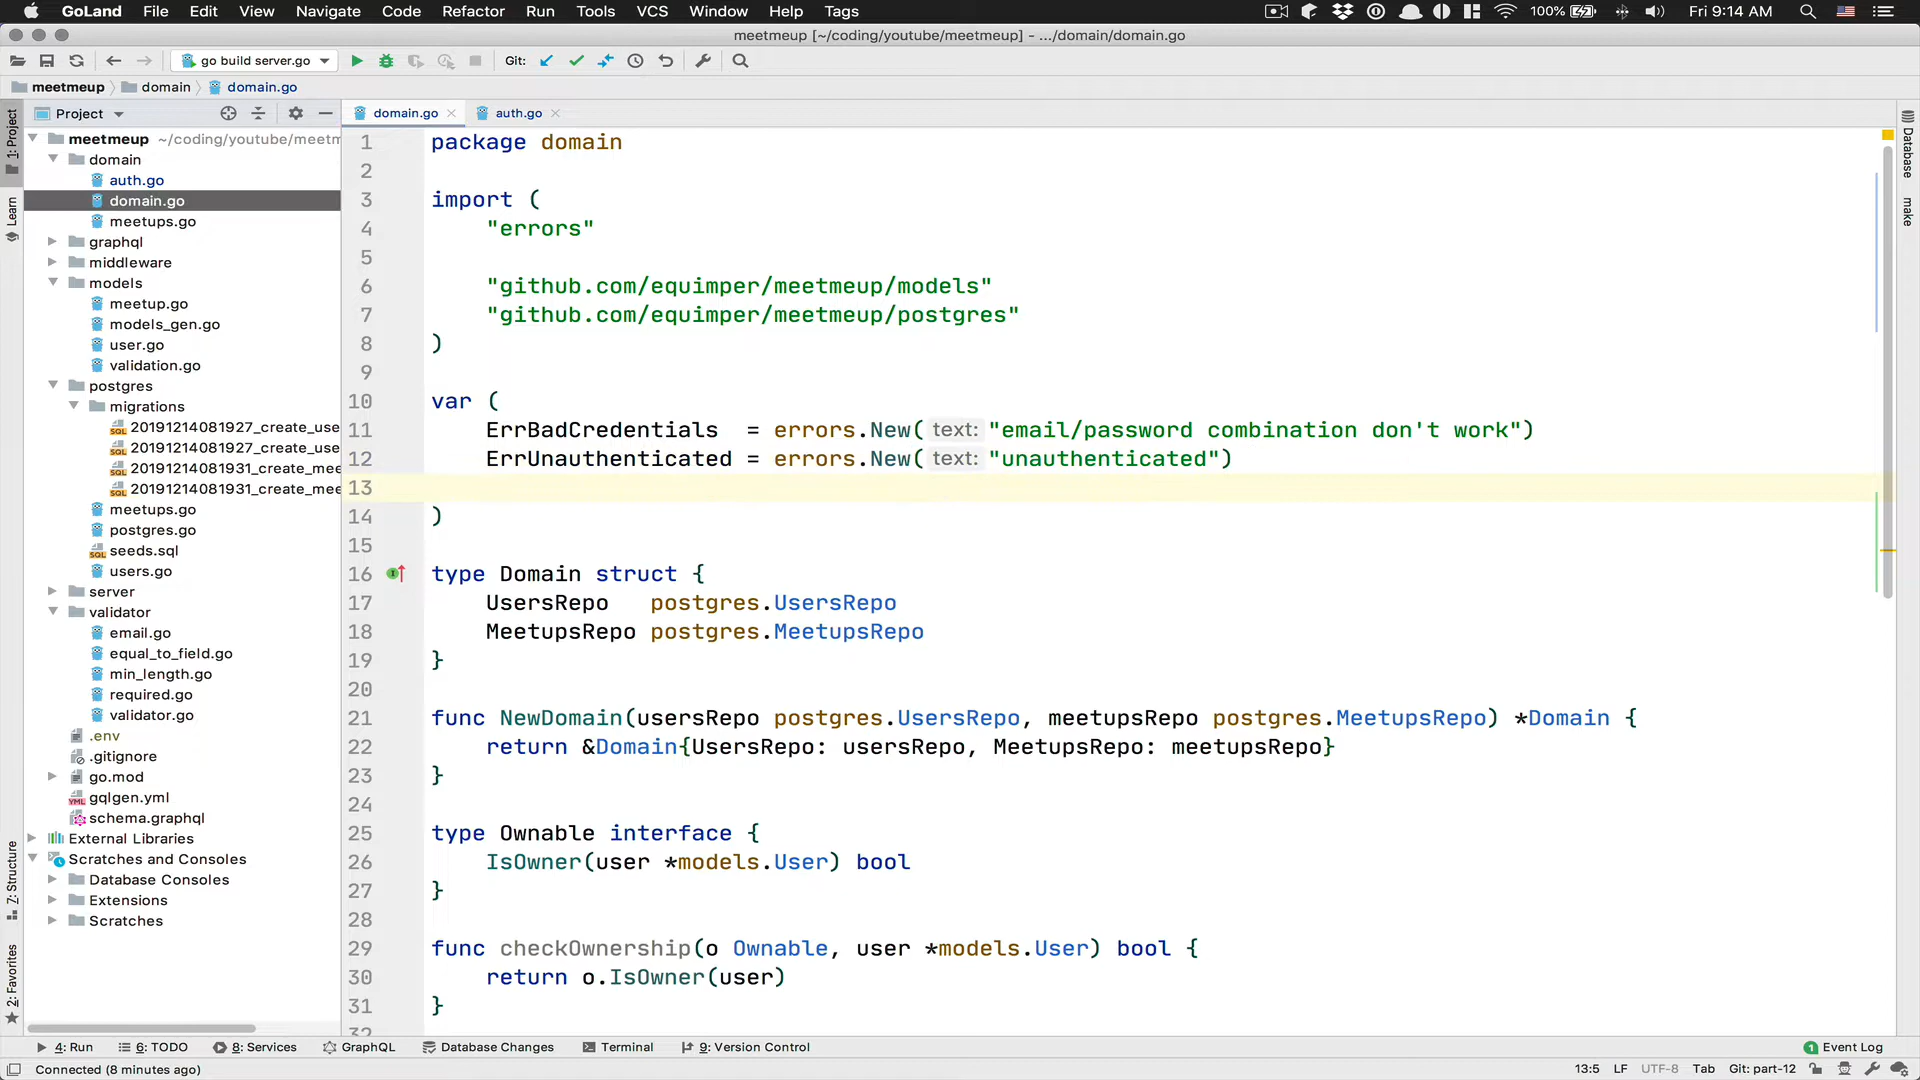 GoLand File Edit View Navigate Code Refactor Run Tools VCS Window Help Tags 100% Fri 9:14 AM
meetmeup [~/coding/youtube/meetmeup] - .../domain/domain.go
go build server.go Git:
meetmeup domain domain.go
Project
domain.go auth.go
1: Project
Learn
7: Structure
2: Favorites
meetmeup ~/coding/youtube/meetm
domain
auth.go
domain.go
meetups.go
graphql
middleware
models
meetup.go
models_gen.go
user.go
validation.go
postgres
migrations
20191214081927_create_use
20191214081927_create_use
20191214081931_create_mee
20191214081931_create_mee
meetups.go
postgres.go
seeds.sql
users.go
server
validator
email.go
equal_to_field.go
min_length.go
required.go
validator.go
.env
.gitignore
go.mod
gqlgen.yml
schema.graphql
External Libraries
Scratches and Consoles
Database Consoles
Extensions
Scratches
1 package domain
2
3 import (
4 "errors"
5
6 "github.com/equimper/meetmeup/models"
7 "github.com/equimper/meetmeup/postgres"
8 )
9
10 var (
11 ErrBadCredentials = errors.New( text: "email/password combination don't work")
12 ErrUnauthenticated = errors.New( text: "unauthenticated")
13
14 )
15
16 type Domain struct {
17 UsersRepo postgres.UsersRepo
18 MeetupsRepo postgres.MeetupsRepo
19 }
20
21 func NewDomain(usersRepo postgres.UsersRepo, meetupsRepo postgres.MeetupsRepo) *Domain {
22 return &Domain{UsersRepo: usersRepo, MeetupsRepo: meetupsRepo}
23 }
24
25 type Ownable interface {
26 IsOwner(user *models.User) bool
27 }
28
29 func checkOwnership(o Ownable, user *models.User) bool {
30 return o.IsOwner(user)
31 }
32
Database
make
4: Run 6: TODO 8: Services GraphQL Database Changes Terminal 9: Version Control 1 Event Log
Connected (8 minutes ago) 13:5 LF UTF-8 Tab Git: part-12